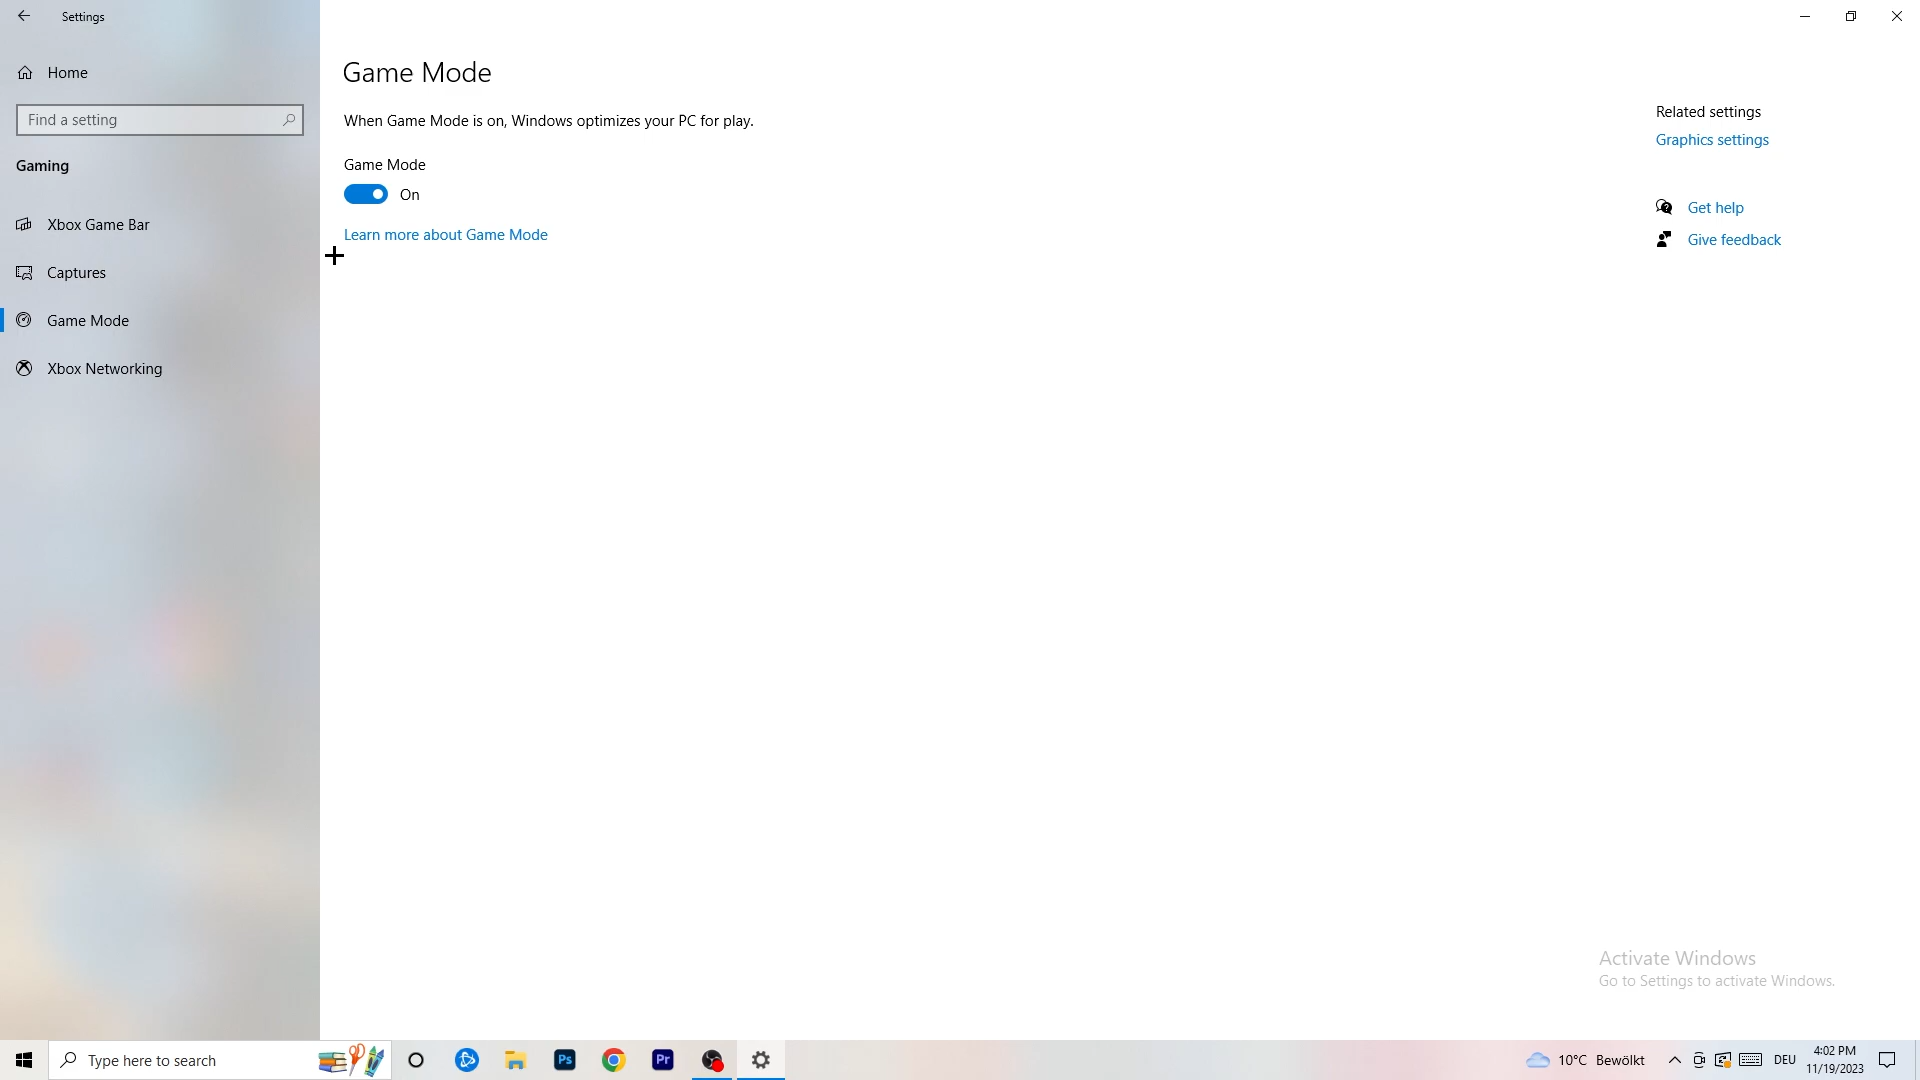 Settings
Home
Find a setting
Gaming
Xbox Game Bar
Captures
Game Mode
Xbox Networking
Game Mode
When Game Mode is on, Windows optimizes your PC for play.
Game Mode
On
Learn more about Game Mode
Related settings
Graphics settings
Get help
Give feedback
Activate Windows
Go to Settings to activate Windows.
Type here to search
Ps
Pr
10°C Bewölkt
DEU
4:02 PM
11/19/2023